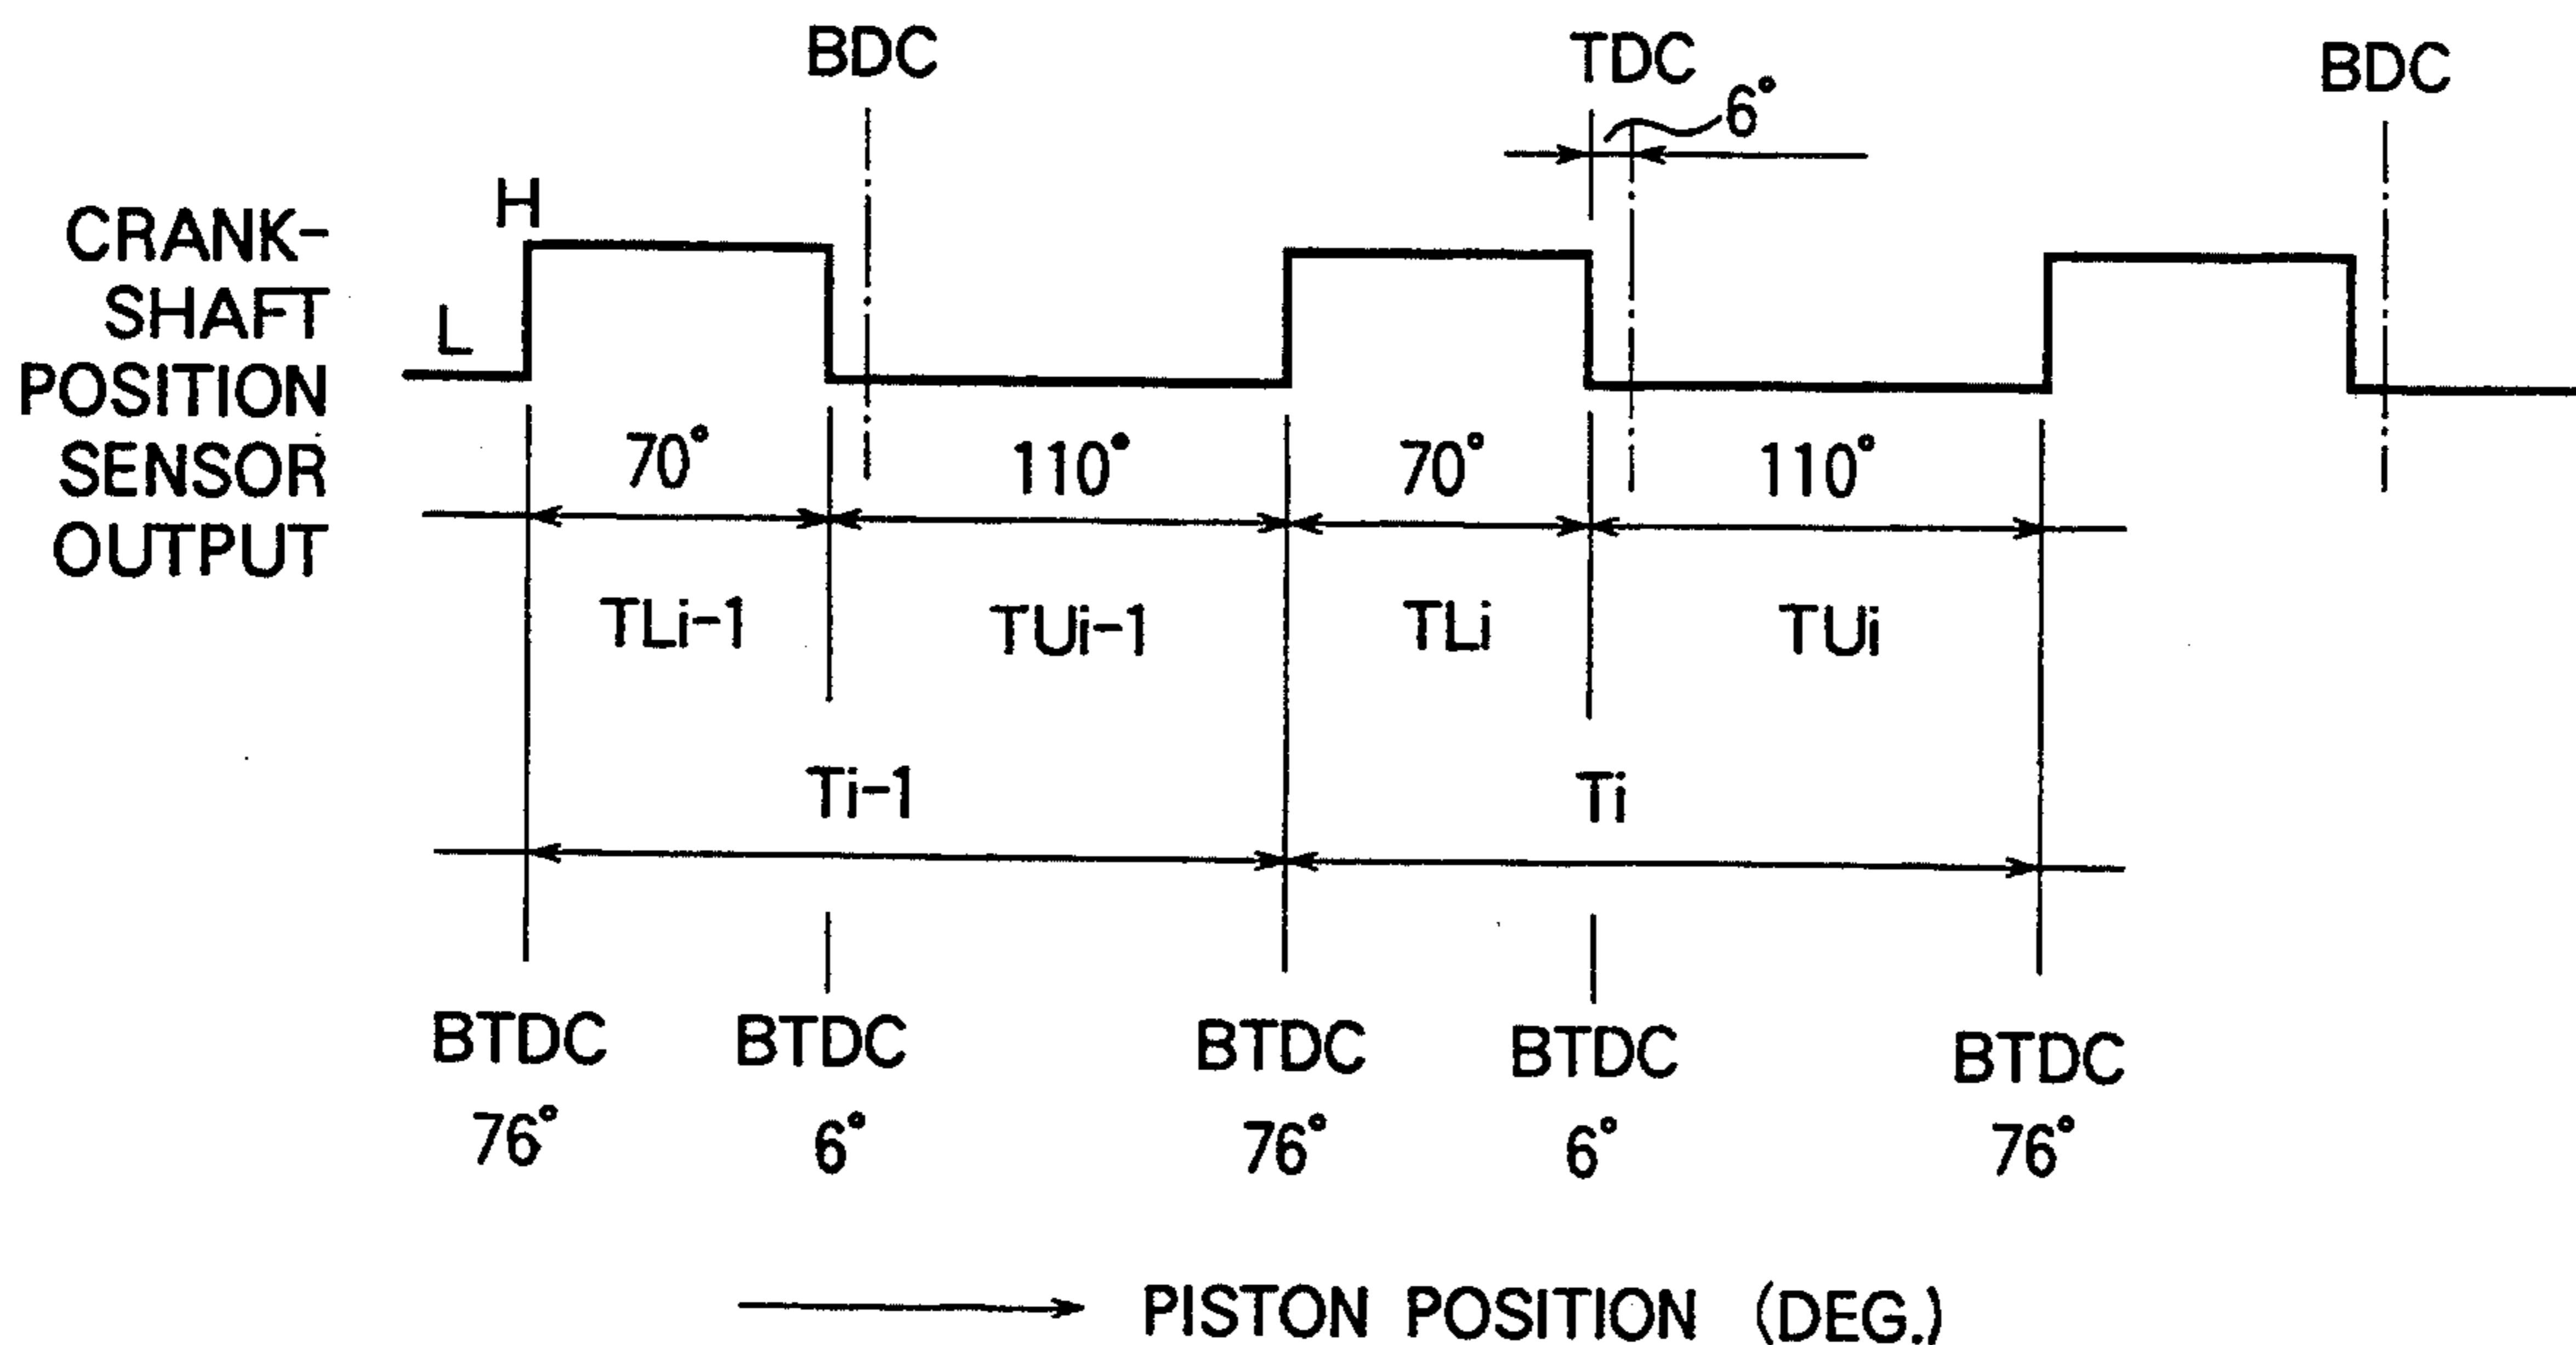 BDC
TDC
BDC
6°
H
L
CRANK-
SHAFT
POSITION
SENSOR
OUTPUT
70°
110°
70°
110°
TLi-1
TUi-1
TLi
TUi
Ti-1
Ti
BTDC
76°
BTDC
6°
BTDC
76°
BTDC
6°
BTDC
76°
PISTON POSITION (DEG.)